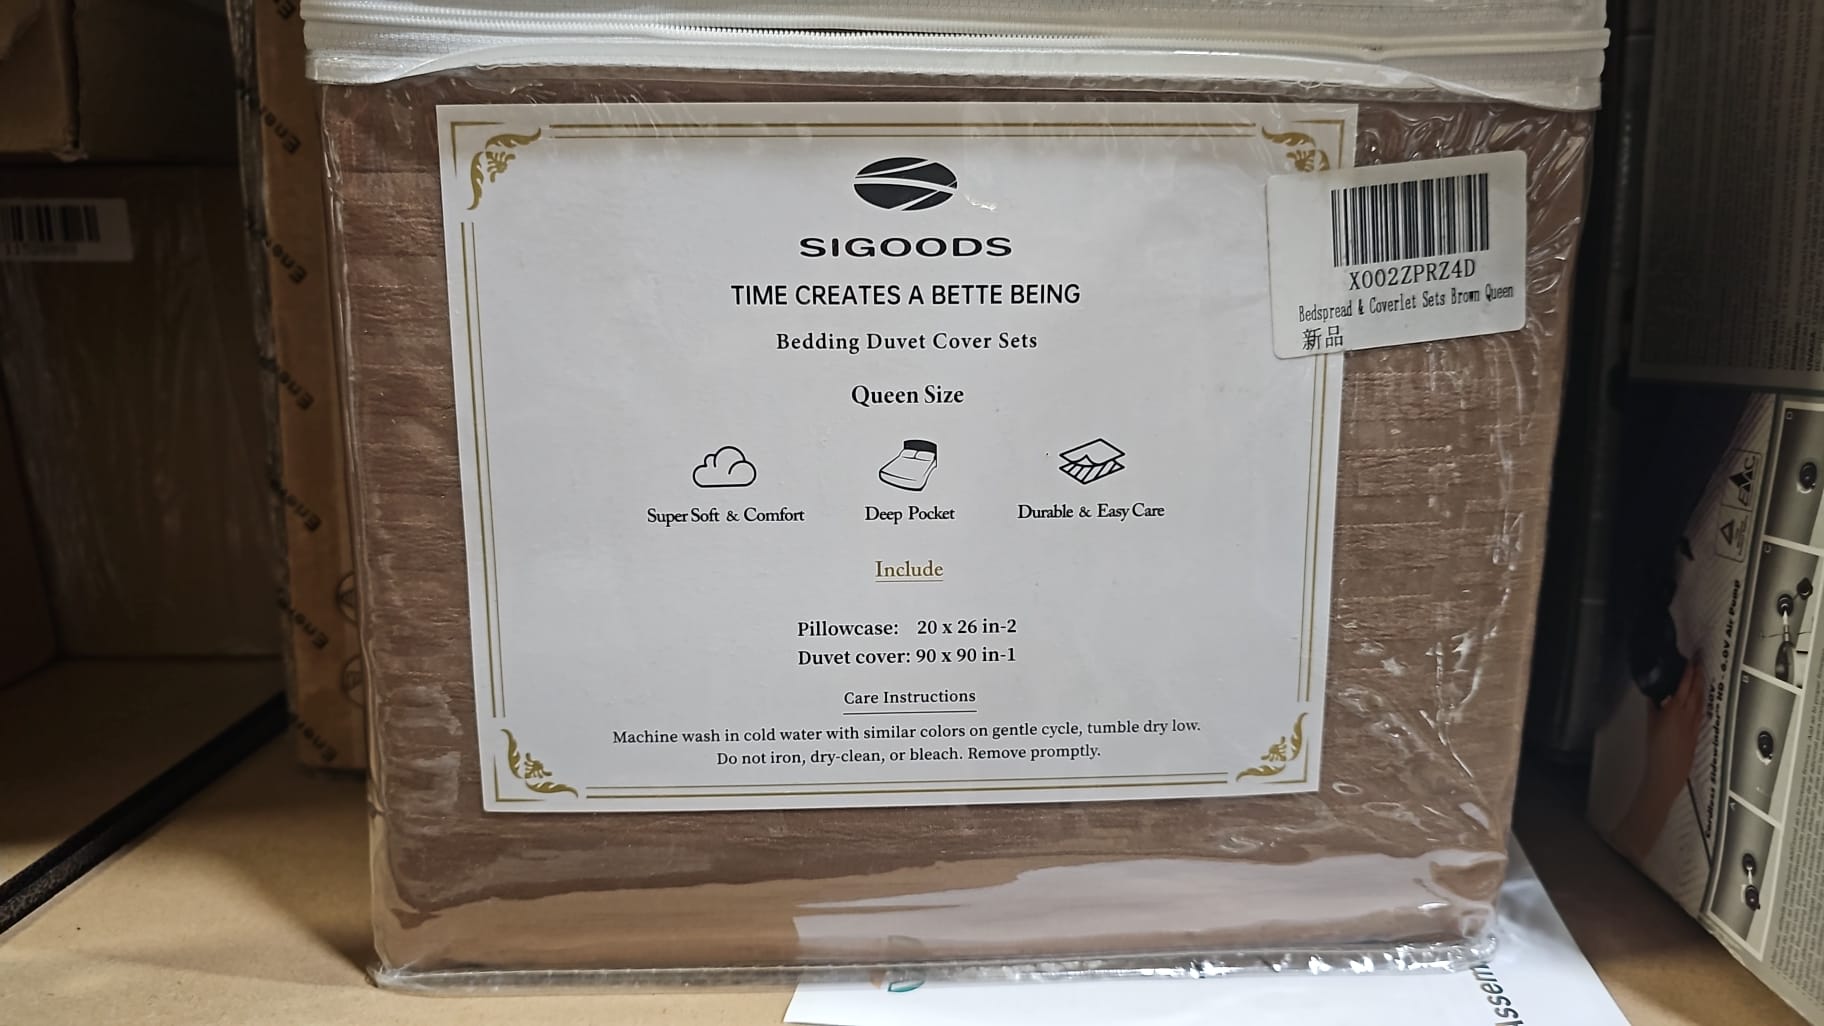 SIGOODS
TIME CREATES A BETTE BEING
Bedding Duvet Cover Sets
Queen Size
Super Soft & Comfort
Deep Pocket
Durable & Easy Care
Include
Pillowcase: 20 x 26 in-2
Duvet cover: 90 x 90 in-1
Care Instructions
Machine wash in cold water with similar colors on gentle cycle, tumble dry low.
Do not iron, dry-clean, or bleach. Remove promptly.
X002ZPRZ4D
Bedspread & Coverlet Sets Brown Queen
新品